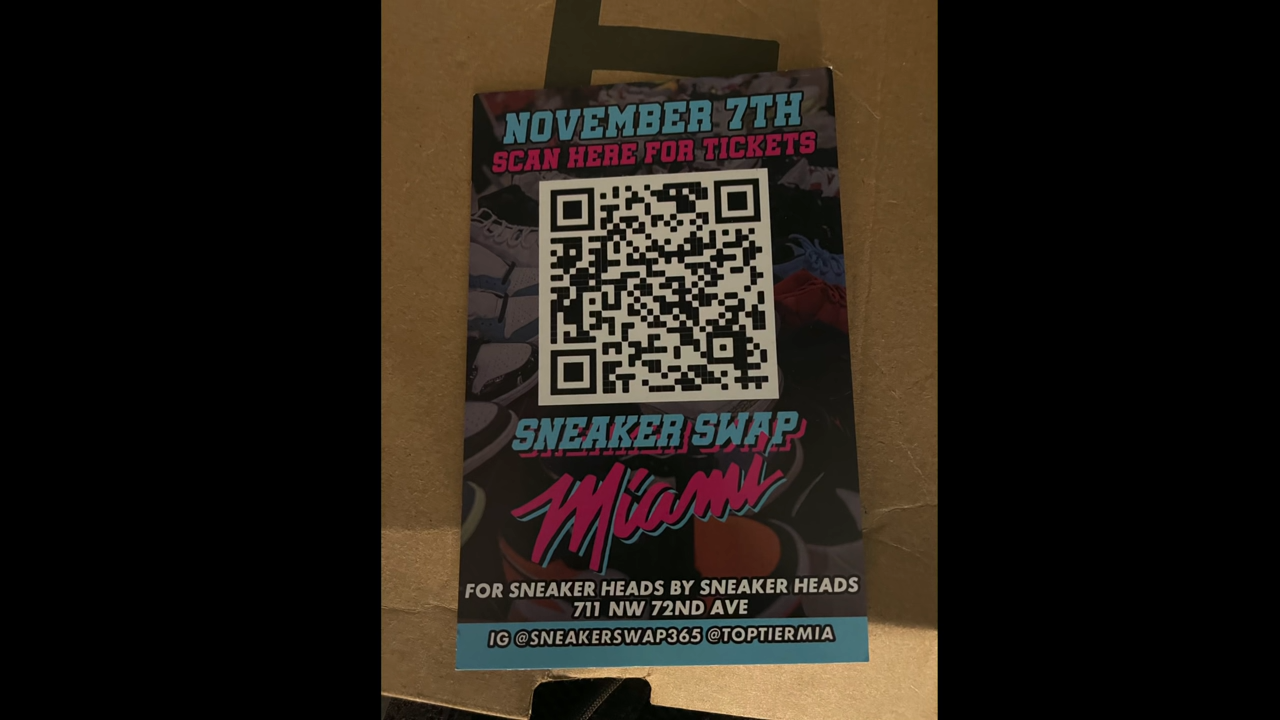 NOVEMBER 7TH
SCAN HERE FOR TICKETS
SNEAKER SWAP
Miami
FOR SNEAKER HEADS BY SNEAKER HEADS
711 NW 72ND AVE
IG @SNEAKERSWAP365 @TOPTIERMIA